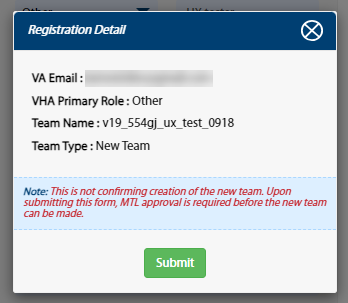 Registration Detail
VA Email :
VHA Primary Role : Other
Team Name : v19_554gj_ux_test_0918
Team Type : New Team
Note: This is not confirming creation of the new team. Upon
submitting this form, MTL approval is required before the new team
can be made.
Submit